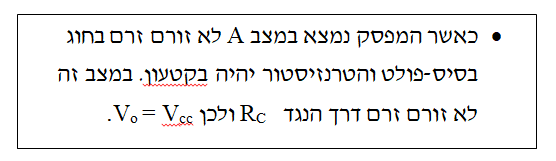 • כאשר המפסק נמצא במצב A לא זורם זרם בחוג
בסיס-פולט והטרנזיסטור יהיה בקטעון. במצב זה
לא זורם זרם דרך הנגד RC ולכן Vo = Vcc.